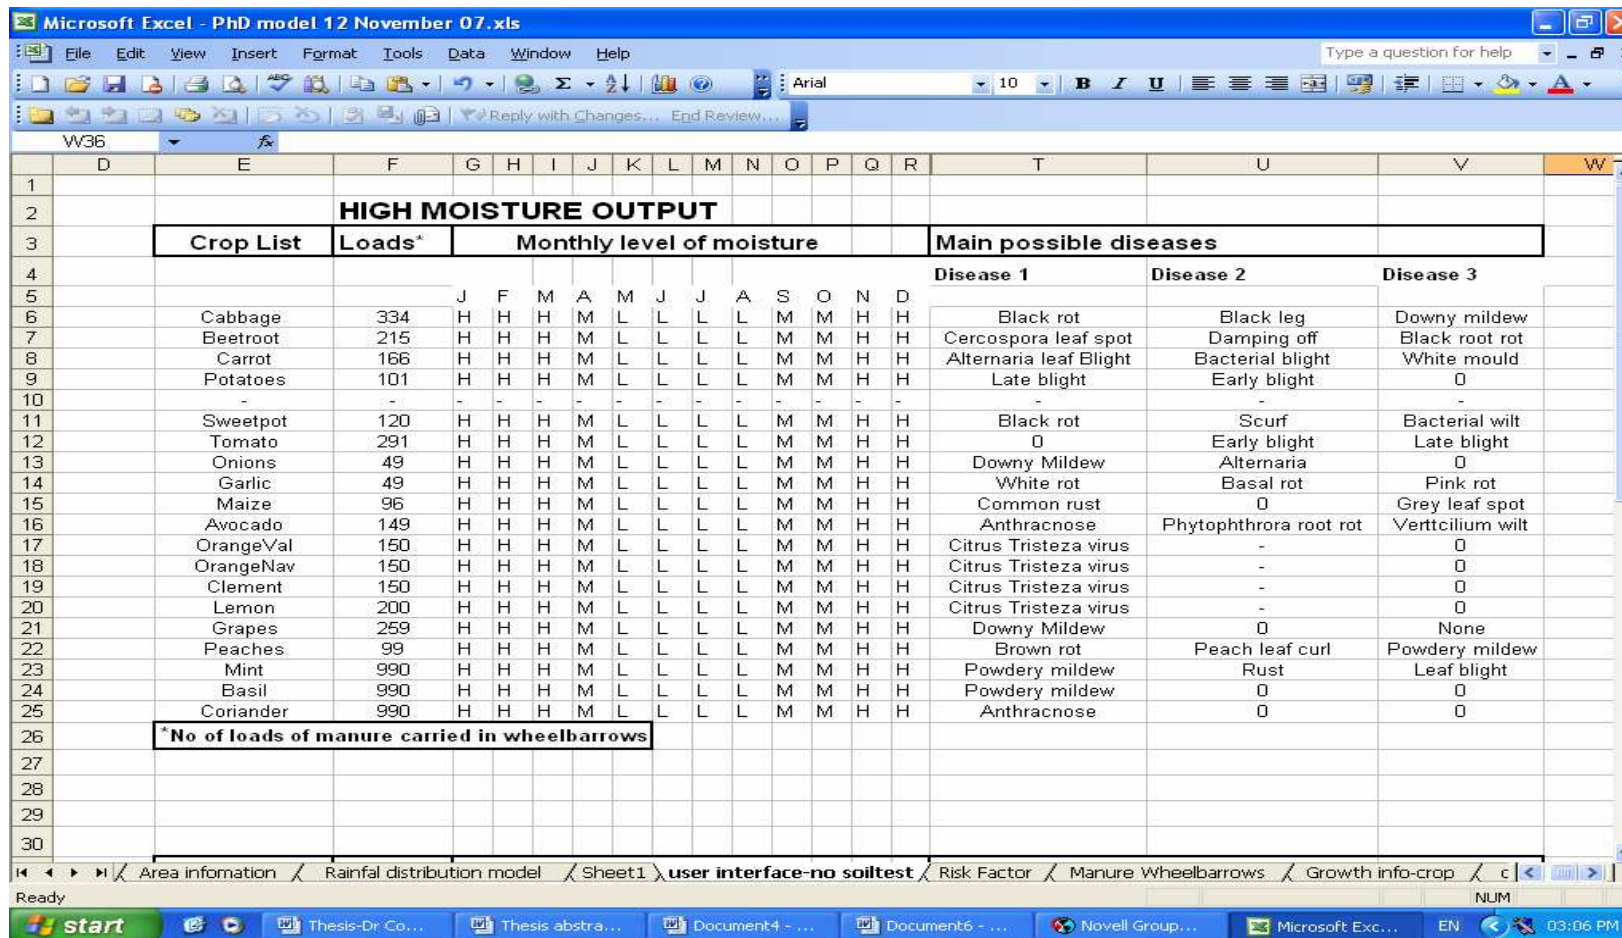 Microsoft Excel - PhD model 12 November 07.xls
File Edit View Insert Format Tools Data Window Help Type a question for help
Arial 10 B I U
Reply with Changes... End Review...
W36 fx
D E F G H I J K L M N O P Q R T U V W
1
2 HIGH MOISTURE OUTPUT
3 Crop List Loads* Monthly level of moisture Main possible diseases
4 Disease 1 Disease 2 Disease 3
5 J F M A M J J A S O N D
6 Cabbage 334 H H H M L L L L M M H H Black rot Black leg Downy mildew
7 Beetroot 215 H H H M L L L L M M H H Cercospora leaf spot Damping off Black root rot
8 Carrot 166 H H H M L L L L M M H H Alternaria leaf Blight Bacterial blight White mould
9 Potatoes 101 H H H M L L L L M M H H Late blight Early blight 0
10 - - - - - - - - - - - - - - - - -
11 Sweetpot 120 H H H M L L L L M M H H Black rot Scurf Bacterial wilt
12 Tomato 291 H H H M L L L L M M H H 0 Early blight Late blight
13 Onions 49 H H H M L L L L M M H H Downy Mildew Alternaria 0
14 Garlic 49 H H H M L L L L M M H H White rot Basal rot Pink rot
15 Maize 96 H H H M L L L L M M H H Common rust 0 Grey leaf spot
16 Avocado 149 H H H M L L L L M M H H Anthracnose Phytophthrora root rot Verttcilium wilt
17 OrangeVal 150 H H H M L L L L M M H H Citrus Tristeza virus - 0
18 OrangeNav 150 H H H M L L L L M M H H Citrus Tristeza virus - 0
19 Clement 150 H H H M L L L L M M H H Citrus Tristeza virus - 0
20 Lemon 200 H H H M L L L L M M H H Citrus Tristeza virus - 0
21 Grapes 259 H H H M L L L L M M H H Downy Mildew 0 None
22 Peaches 99 H H H M L L L L M M H H Brown rot Peach leaf curl Powdery mildew
23 Mint 990 H H H M L L L L M M H H Powdery mildew Rust Leaf blight
24 Basil 990 H H H M L L L L M M H H Powdery mildew 0 0
25 Coriander 990 H H H M L L L L M M H H Anthracnose 0 0
26 *No of loads of manure carried in wheelbarrows
27
28
29
30
Area infomation Rainfal distribution model Sheet1 user interface-no soiltest Risk Factor Manure Wheelbarrows Growth info-crop c
Ready NUM
start Thesis-Dr Co... Thesis abstra... Document4 - ... Document6 - ... Novell Group... Microsoft Exc... EN 03:06 PM